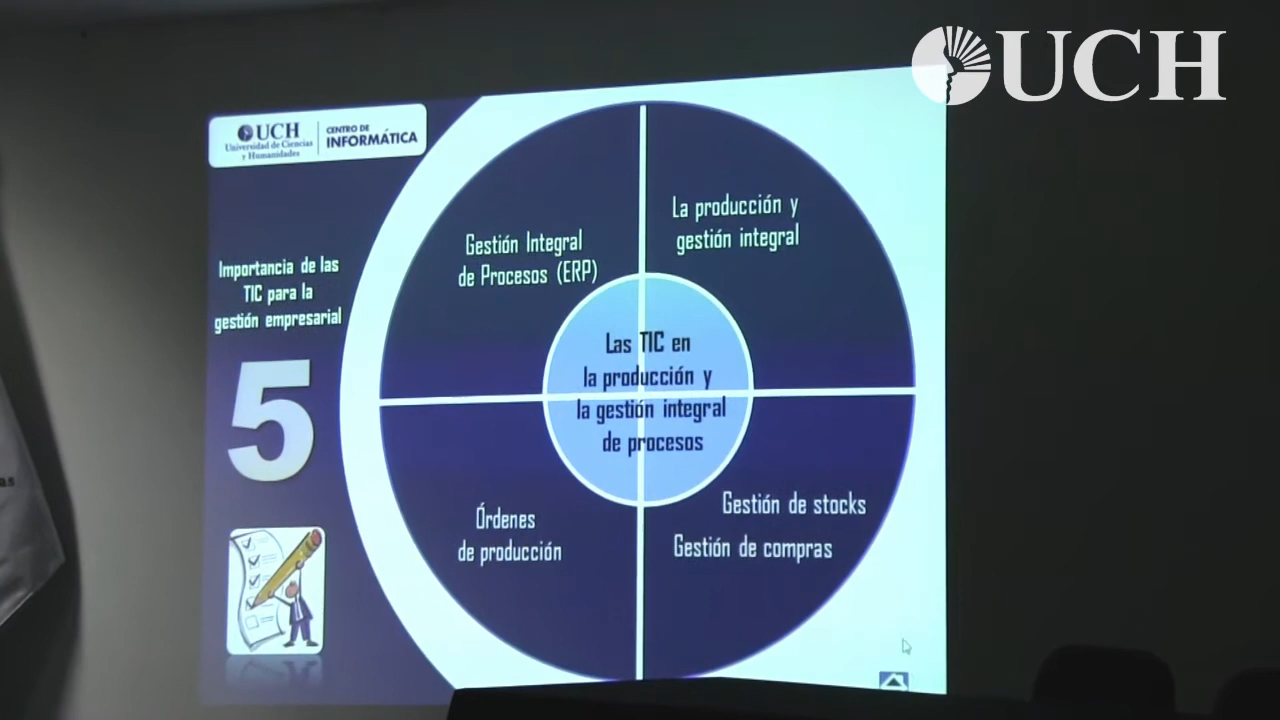 UCH
UCH
Universidad de Ciencias
y Humanidades
CENTRO DE
INFORMÁTICA
Importancia de las
TIC para la
gestión empresarial
5
Gestión Integral
de Procesos (ERP)
La producción y
gestión integral
Las TIC en
la producción y
la gestión integral
de procesos
Órdenes
de producción
Gestión de stocks
Gestión de compras